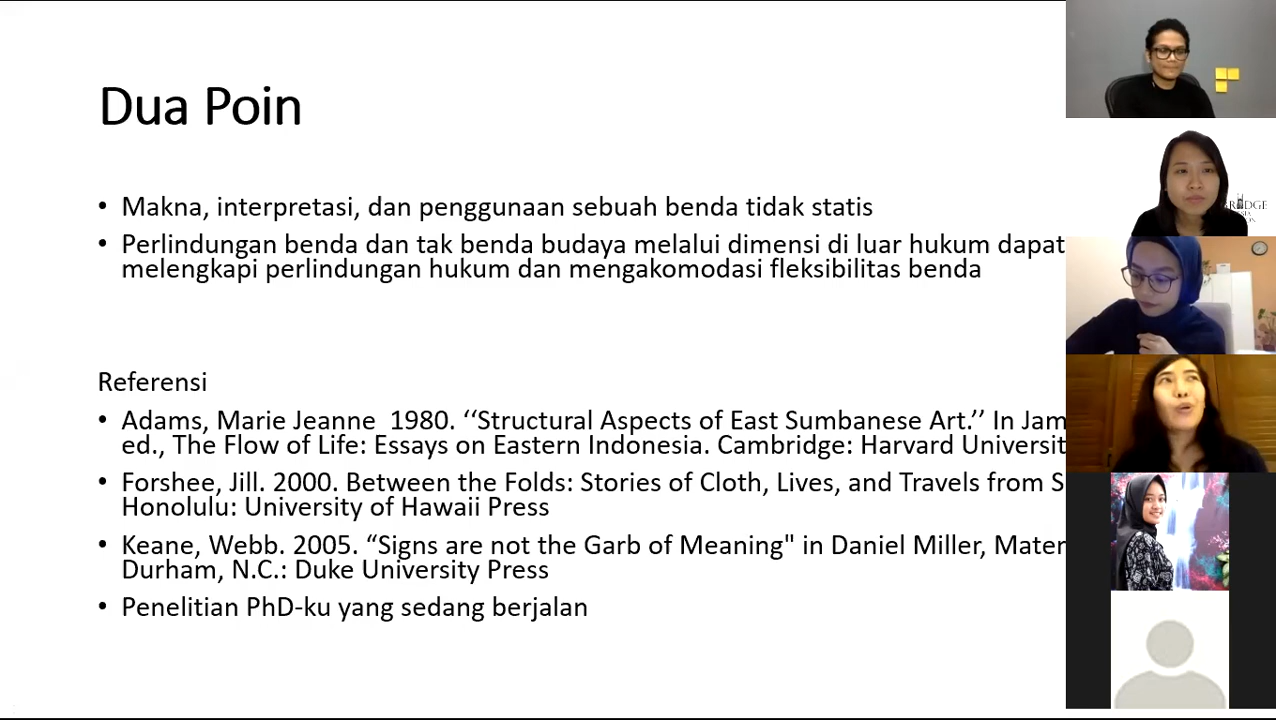 Dua Poin
• Makna, interpretasi, dan penggunaan sebuah benda tidak statis
• Perlindungan benda dan tak benda budaya melalui dimensi di luar hukum dapat
melengkapi perlindungan hukum dan mengakomodasi fleksibilitas benda
Referensi
• Adams, Marie Jeanne 1980. ‘‘Structural Aspects of East Sumbanese Art.’’ In Jam
ed., The Flow of Life: Essays on Eastern Indonesia. Cambridge: Harvard Universit
• Forshee, Jill. 2000. Between the Folds: Stories of Cloth, Lives, and Travels from S
Honolulu: University of Hawaii Press
• Keane, Webb. 2005. “Signs are not the Garb of Meaning" in Daniel Miller, Mater
Durham, N.C.: Duke University Press
• Penelitian PhD-ku yang sedang berjalan